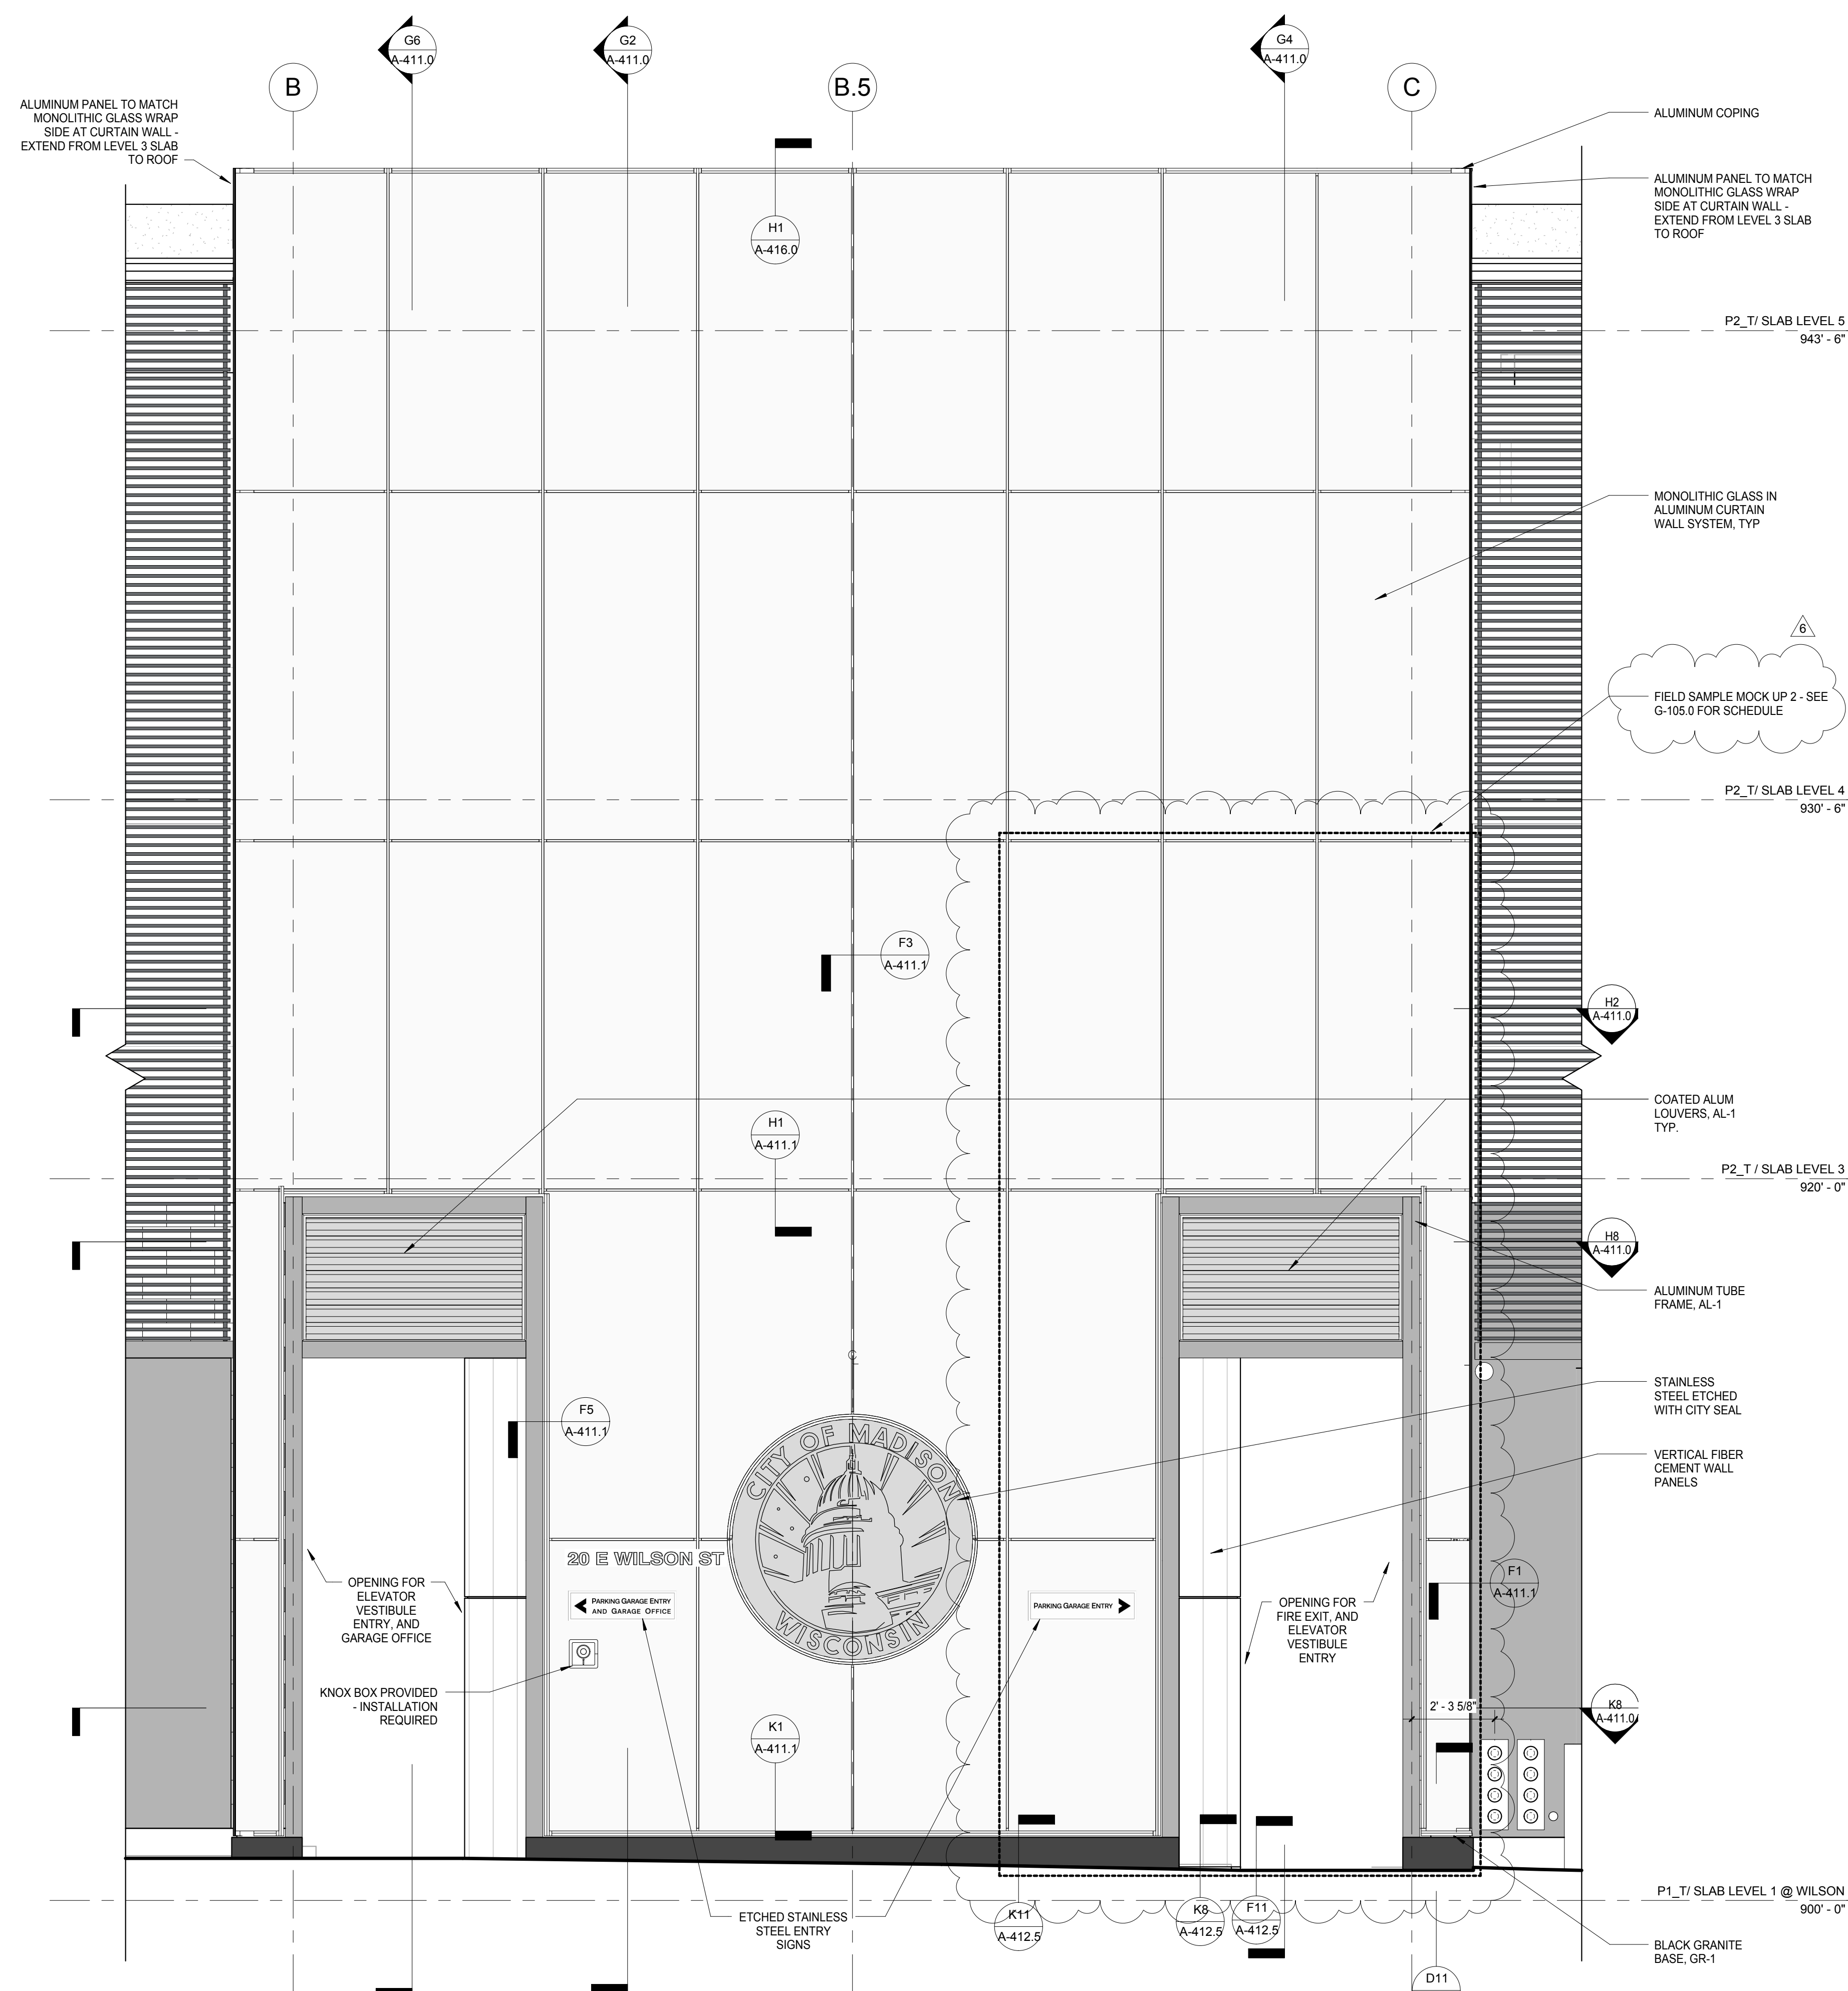 G6
A-411.0
G2
A-411.0
G4
A-411.0
B
B.5
C
ALUMINUM PANEL TO MATCH
MONOLITHIC GLASS WRAP
SIDE AT CURTAIN WALL -
EXTEND FROM LEVEL 3 SLAB
TO ROOF
ALUMINUM COPING
ALUMINUM PANEL TO MATCH
MONOLITHIC GLASS WRAP
SIDE AT CURTAIN WALL -
EXTEND FROM LEVEL 3 SLAB
TO ROOF
H1
A-416.0
P2_T/ SLAB LEVEL 5
943' - 6"
MONOLITHIC GLASS IN
ALUMINUM CURTAIN
WALL SYSTEM, TYP
6
FIELD SAMPLE MOCK UP 2 - SEE
G-105.0 FOR SCHEDULE
P2_T/ SLAB LEVEL 4
930' - 6"
F3
A-411.1
H2
A-411.0
COATED ALUM
LOUVERS, AL-1
TYP.
H1
A-411.1
P2_T / SLAB LEVEL 3
920' - 0"
H8
A-411.0
ALUMINUM TUBE
FRAME, AL-1
STAINLESS
STEEL ETCHED
WITH CITY SEAL
F5
A-411.1
CITY OF MADISON
WISCONSIN
VERTICAL FIBER
CEMENT WALL
PANELS
20 E WILSON ST
PARKING GARAGE ENTRY
AND GARAGE OFFICE
PARKING GARAGE ENTRY
F1
A-411.1
OPENING FOR
ELEVATOR
VESTIBULE
ENTRY, AND
GARAGE OFFICE
OPENING FOR
FIRE EXIT, AND
ELEVATOR
VESTIBULE
ENTRY
KNOX BOX PROVIDED
- INSTALLATION
REQUIRED
2' - 3 5/8"
K8
A-411.0
K1
A-411.1
P1_T/ SLAB LEVEL 1 @ WILSON
900' - 0"
ETCHED STAINLESS
STEEL ENTRY
SIGNS
K11
A-412.5
K8
A-412.5
F11
A-412.5
BLACK GRANITE
BASE, GR-1
D11